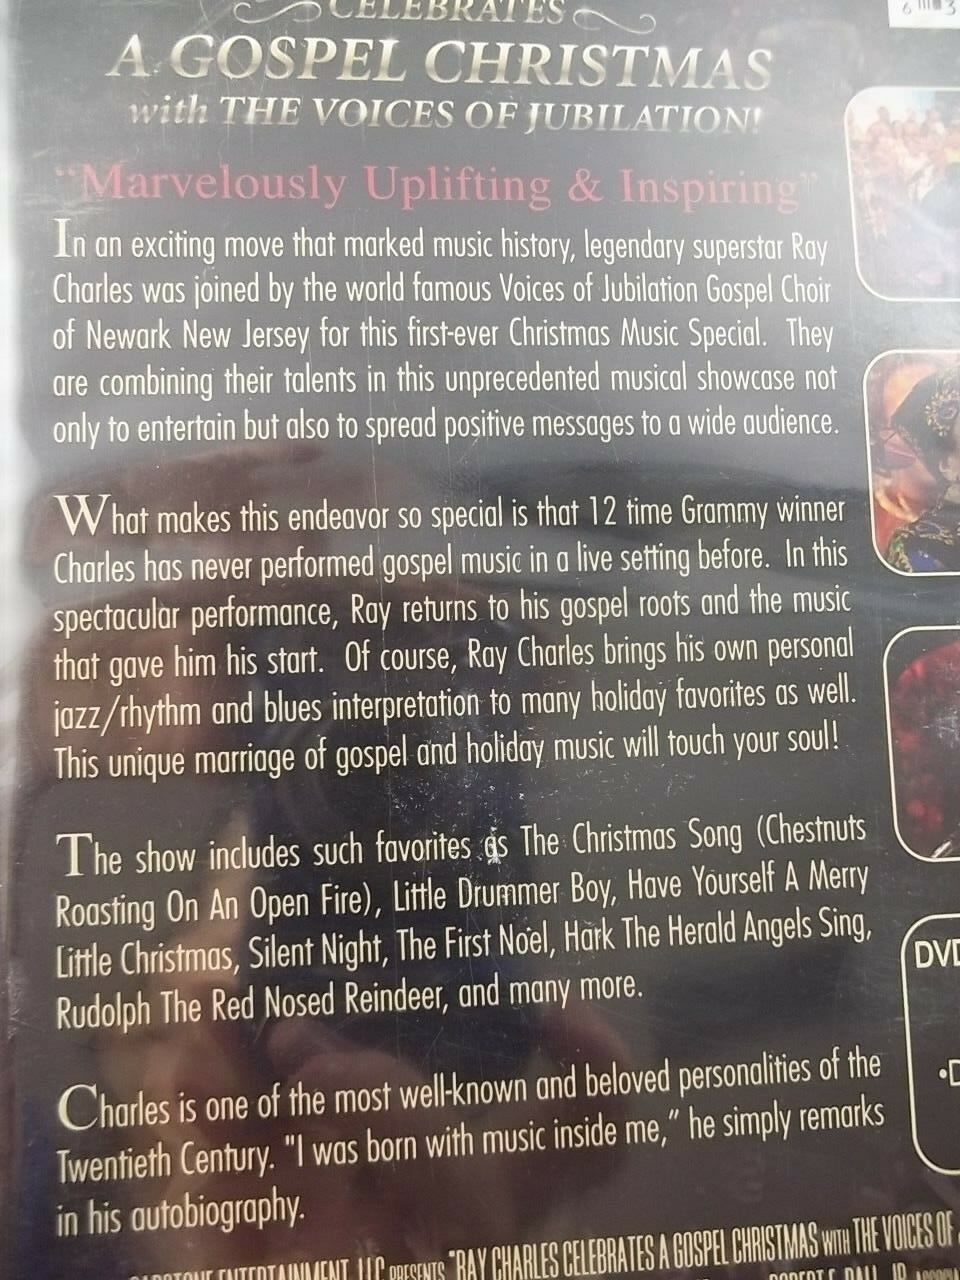 CELEBRATES
A GOSPEL CHRISTMAS
with THE VOICES OF JUBILATION!
"Marvelously Uplifting & Inspiring"
In an exciting move that marked music history, legendary superstar Ray
Charles was joined by the world famous Voices of Jubilation Gospel Choir
of Newark New Jersey for this first-ever Christmas Music Special. They
are combining their talents in this unprecedented musical showcase not
only to entertain but also to spread positive messages to a wide audience.
What makes this endeavor so special is that 12 time Grammy winner
Charles has never performed gospel music in a live setting before. In this
spectacular performance, Ray returns to his gospel roots and the music
that gave him his start. Of course, Ray Charles brings his own personal
jazz/rhythm and blues interpretation to many holiday favorites as well.
This unique marriage of gospel and holiday music will touch your soul!
The show includes such favorites as The Christmas Song (Chestnuts
Roasting On An Open Fire), Little Drummer Boy, Have Yourself A Merry
Little Christmas, Silent Night, The First Noel, Hark The Herald Angels Sing,
Rudolph The Red Nosed Reindeer, and many more.
DVD
Charles is one of the most well-known and beloved personalities of the
Twentieth Century. "I was born with music inside me," he simply remarks
in his autobiography.
ENTERTAINMENT, LLC PRESENTS "RAY CHARLES CELEBRATES A GOSPEL CHRISTMAS WITH THE VOICES OF